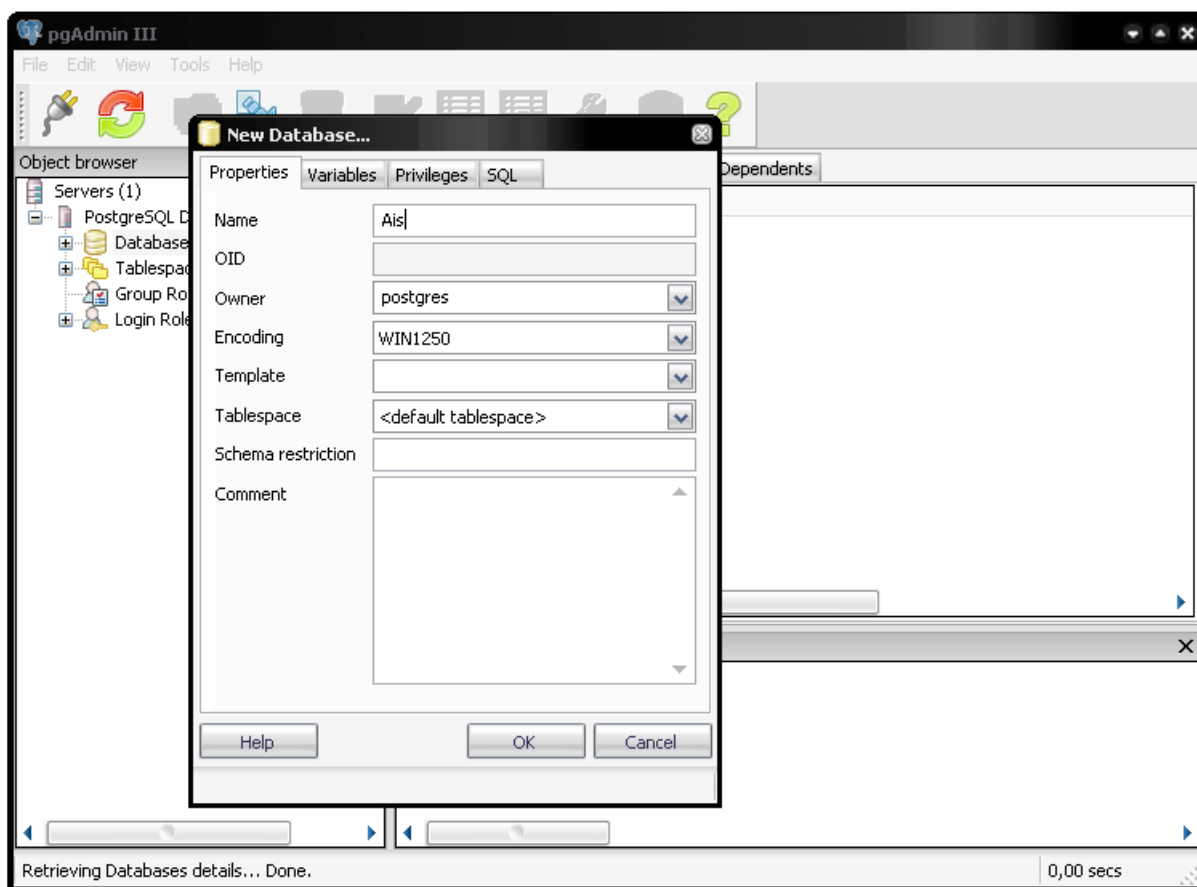 pgAdmin III
File Edit View Tools Help
New Database...
Object browser
Properties Variables Privileges SQL
Dependents
Servers (1)
PostgreSQL D
Database
Tablespac
Group Ro
Login Role
Name Ais
OID
Owner postgres
Encoding WIN1250
Template
Tablespace <default tablespace>
Schema restriction
Comment
Help OK Cancel
Retrieving Databases details... Done. 0,00 secs